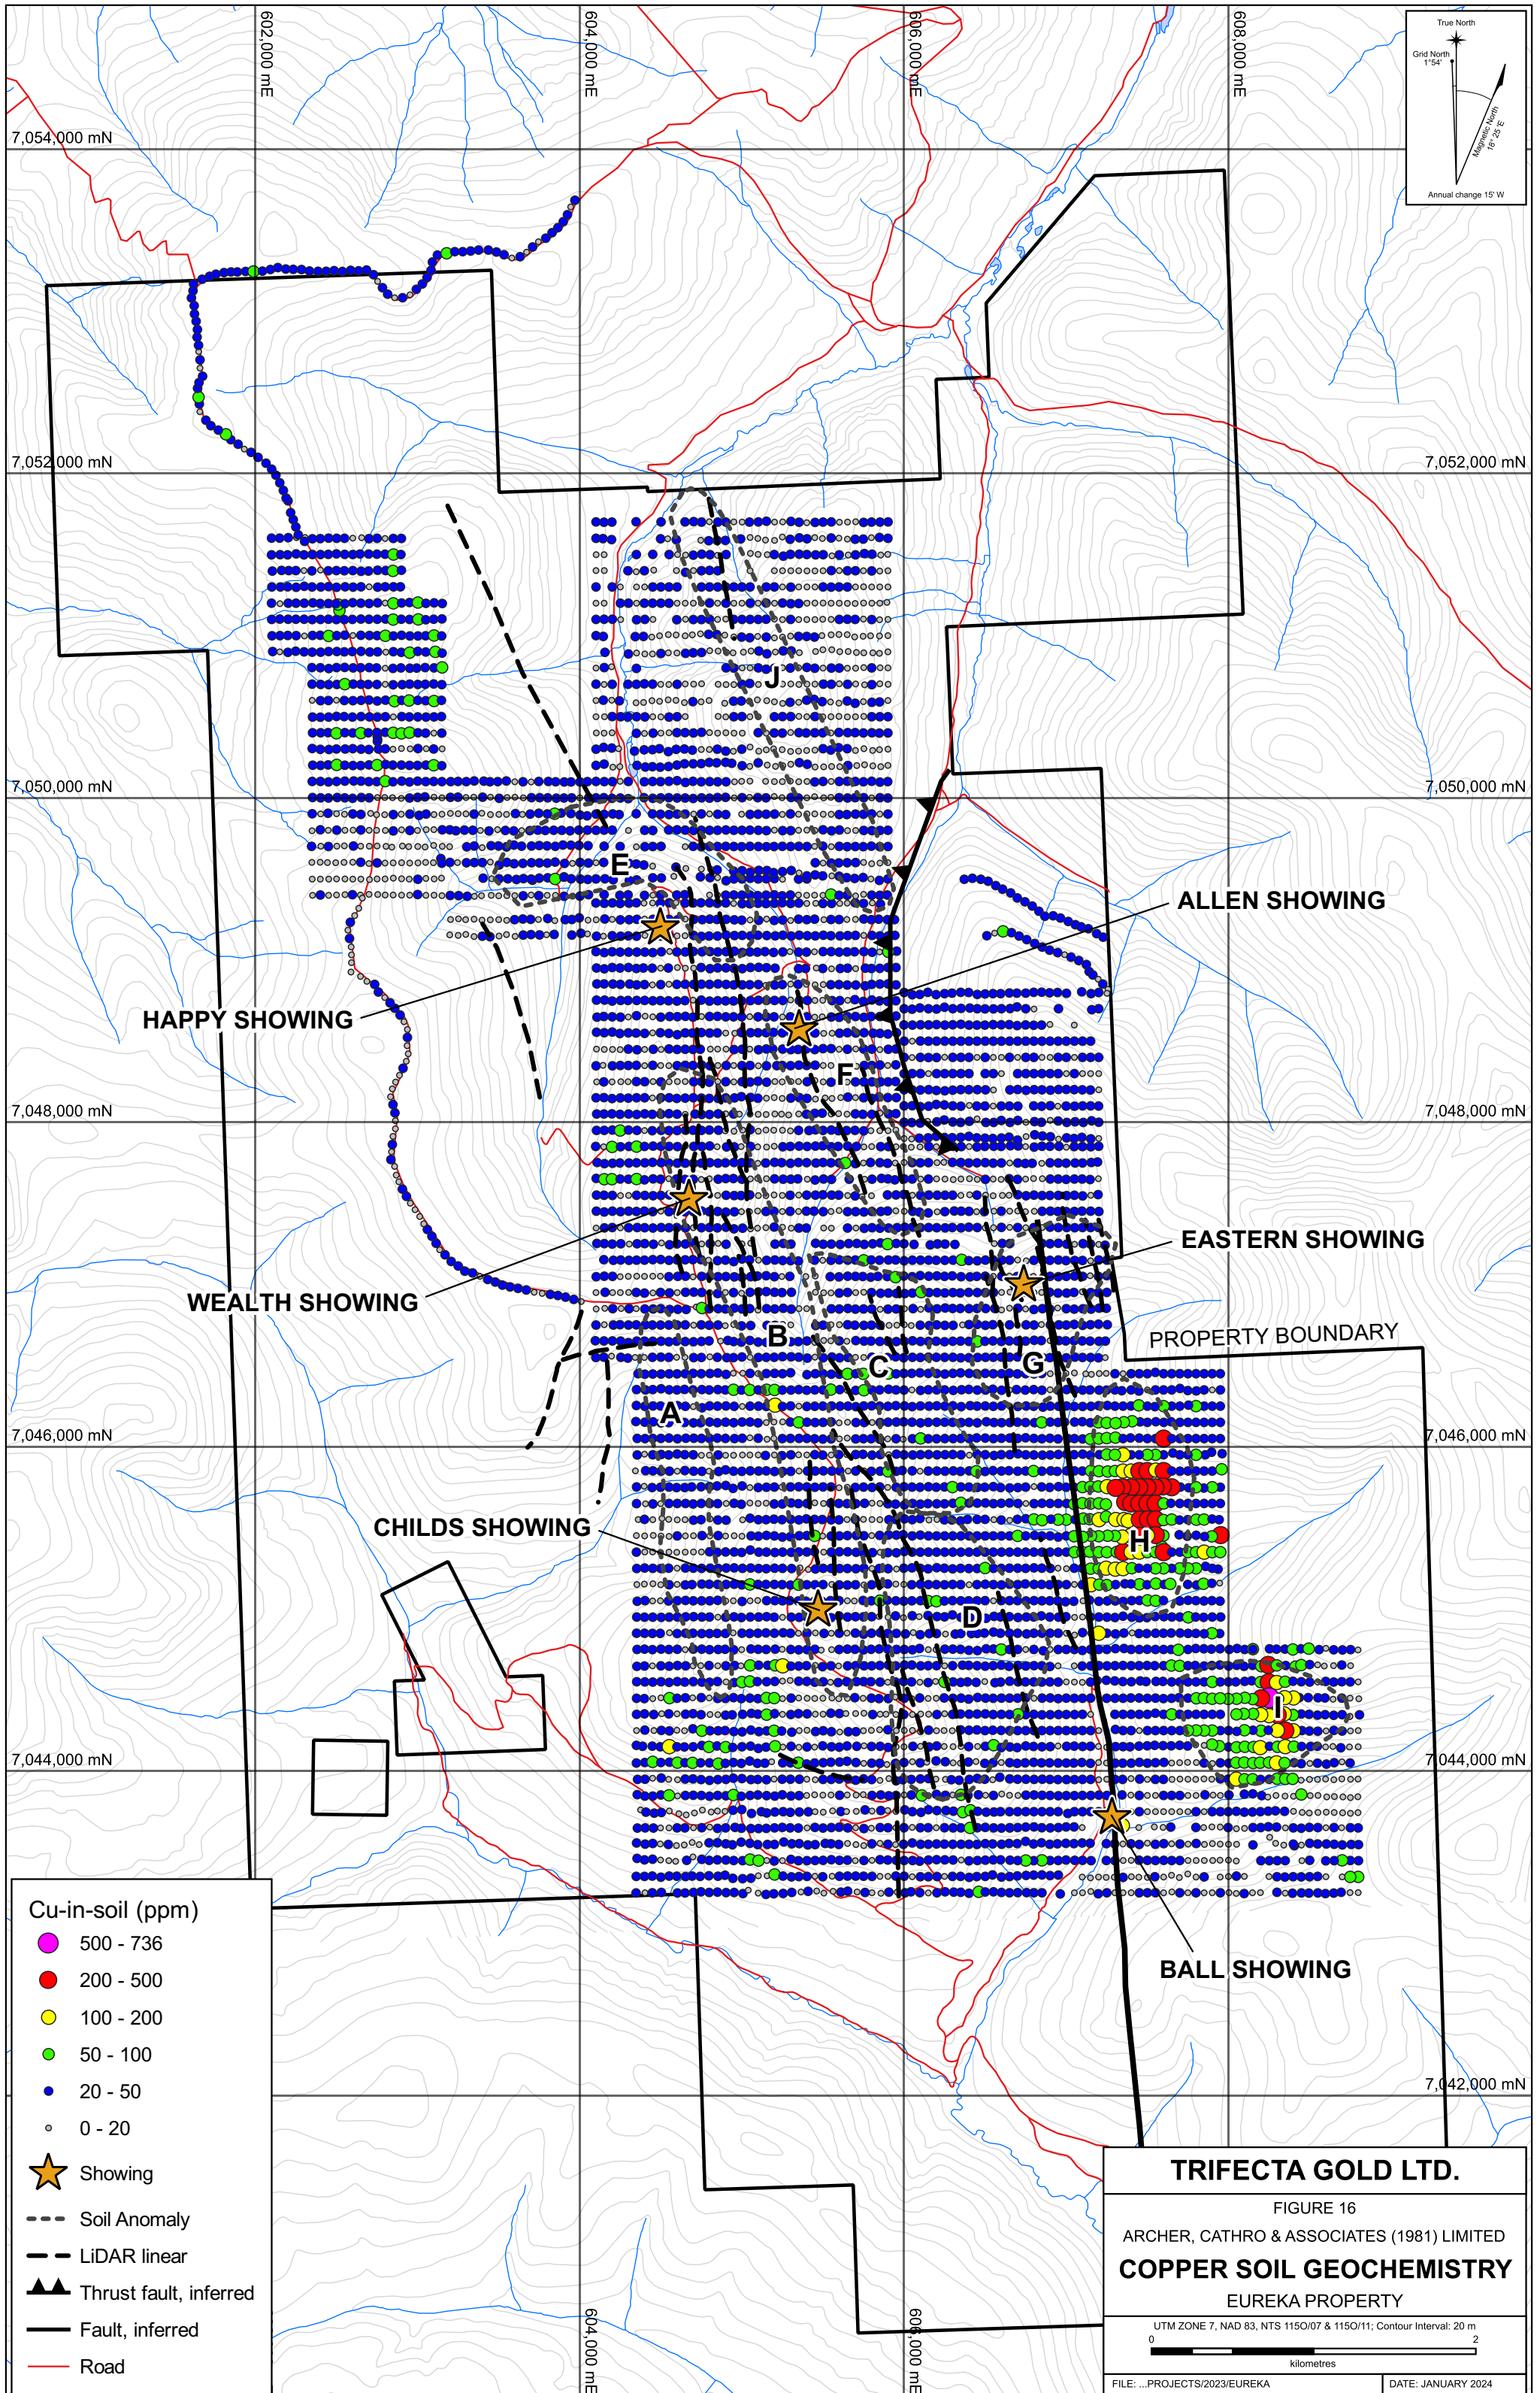 602,000 mE
604,000 mE
606,000 mE
608,000 mE
True North
Grid North
1°54'
Magnetic North
18° 25 'E
Annual change 15' W
7,054,000 mN
7,052,000 mN
7,052,000 mN
J
7,050,000 mN
E
ALLEN SHOWING
HAPPY SHOWING
F
7,048,000 mN
7,048,000 mN
EASTERN SHOWING
WEALTH SHOWING
B
PROPERTY BOUNDARY
C
G
A
7,046,000 mN
7,046,000 mN
CHILDS SHOWING
H
D
I
7,044,000 mN
7,044,000 mN
BALL SHOWING
7,042,000 mN
Cu-in-soil (ppm)
500 - 736
200 - 500
100 - 200
50 - 100
20 - 50
0 - 20
Showing
Soil Anomaly
LiDAR linear
Thrust fault, inferred
Fault, inferred
Road
604,000 mE
606,000 mE
TRIFECTA GOLD LTD.
FIGURE 16
ARCHER, CATHRO & ASSOCIATES (1981) LIMITED
COPPER SOIL GEOCHEMISTRY
EUREKA PROPERTY
UTM ZONE 7, NAD 83, NTS 115O/07 & 115O/11; Contour Interval: 20 m
0 2
kilometres
FILE: ...PROJECTS/2023/EUREKA
DATE: JANUARY 2024